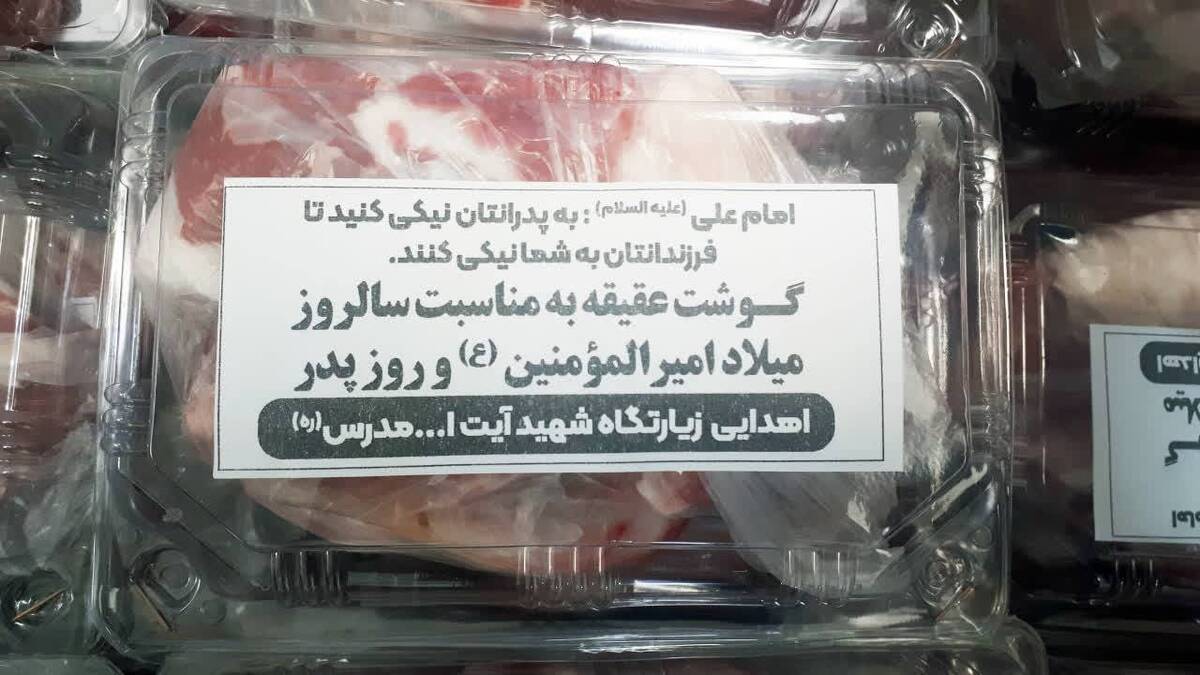 امام علی (علیه السلام) : به پدرانتان نیکی کنید تا
فرزندانتان به شما نیکی کنند.
گوشت عقیقه به مناسبت سالروز
میلاد امیرالمؤمنین (ع) و روز پدر
اهدایی زیارتگاه شهید آیت ا...مدرس(ره)